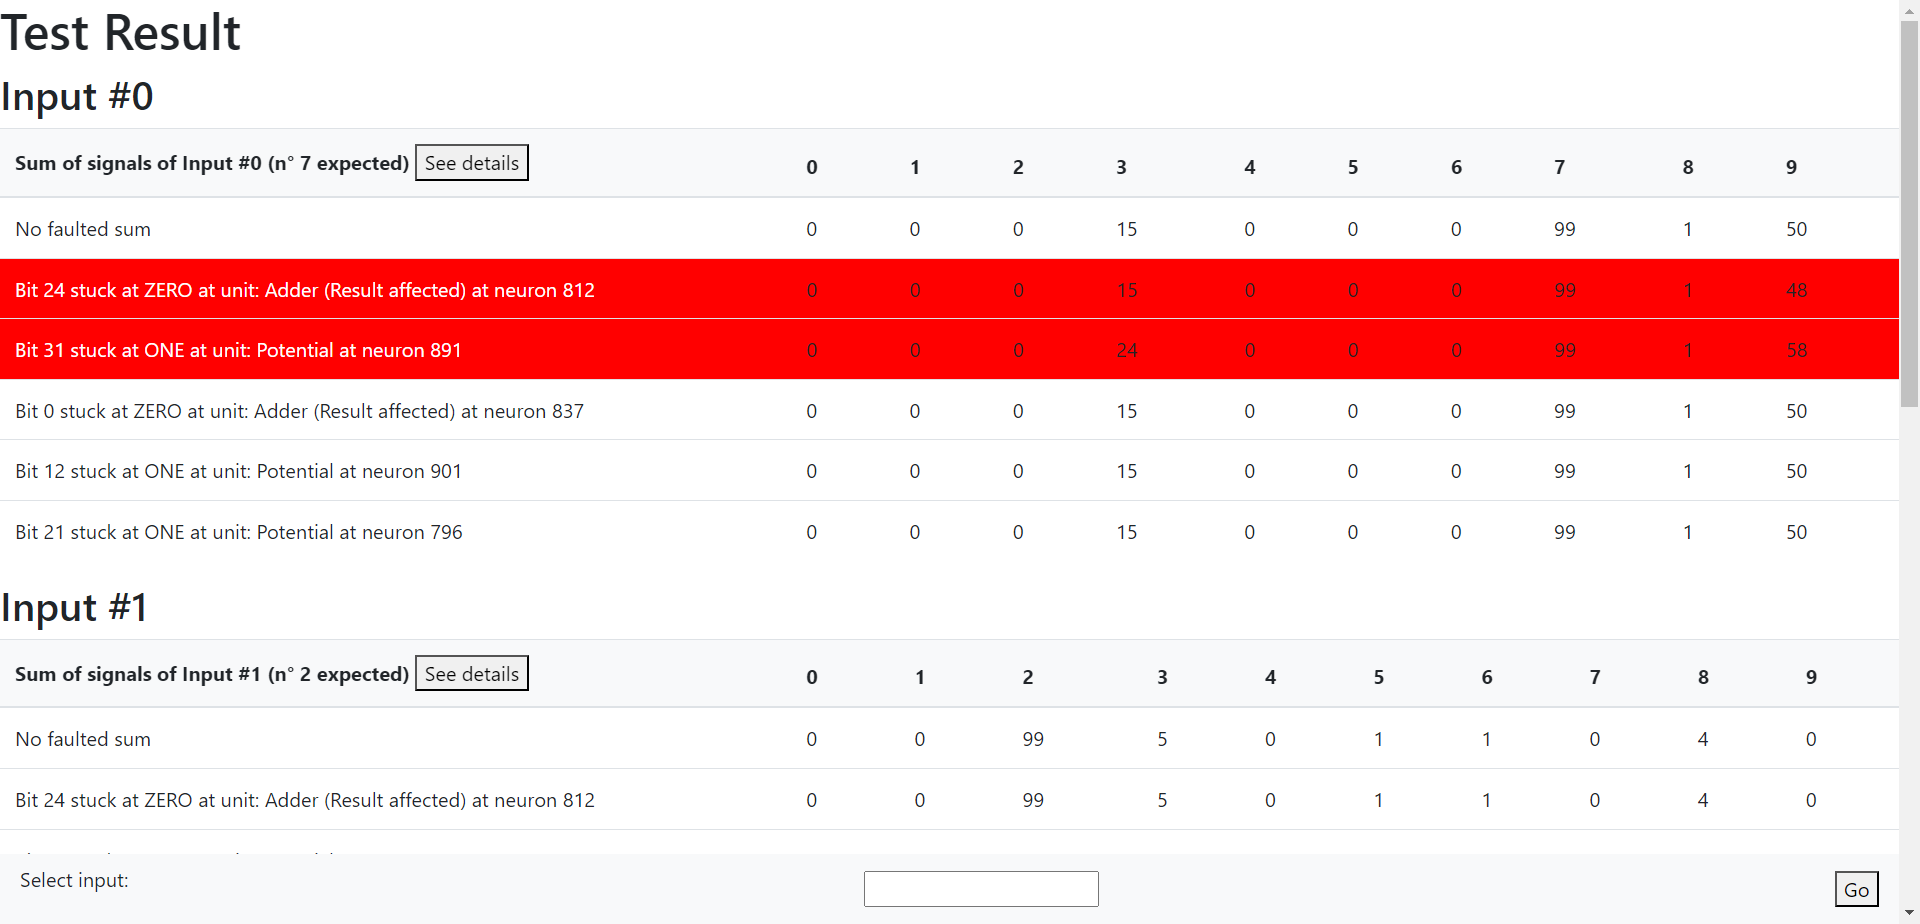 Test Result
Input #0
Sum of signals of Input #0 (n° 7 expected) See details 0 1 2 3 4 5 6 7 8 9
No faulted sum 0 0 0 15 0 0 0 99 1 50
Bit 24 stuck at ZERO at unit: Adder (Result affected) at neuron 812 0 0 0 15 0 0 0 99 1 48
Bit 31 stuck at ONE at unit: Potential at neuron 891 0 0 0 24 0 0 0 99 1 58
Bit 0 stuck at ZERO at unit: Adder (Result affected) at neuron 837 0 0 0 15 0 0 0 99 1 50
Bit 12 stuck at ONE at unit: Potential at neuron 901 0 0 0 15 0 0 0 99 1 50
Bit 21 stuck at ONE at unit: Potential at neuron 796 0 0 0 15 0 0 0 99 1 50
Input #1
Sum of signals of Input #1 (n° 2 expected) See details 0 1 2 3 4 5 6 7 8 9
No faulted sum 0 0 99 5 0 1 1 0 4 0
Bit 24 stuck at ZERO at unit: Adder (Result affected) at neuron 812 0 0 99 5 0 1 1 0 4 0
Select input: Go